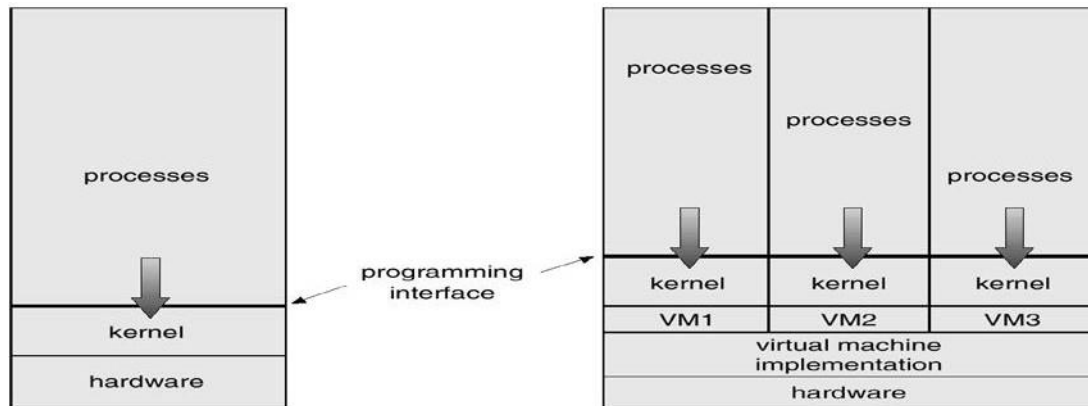 processes
kernel
hardware
programming
interface
processes
processes
processes
kernel
kernel
kernel
VM1
VM2
VM3
virtual machine
implementation
hardware